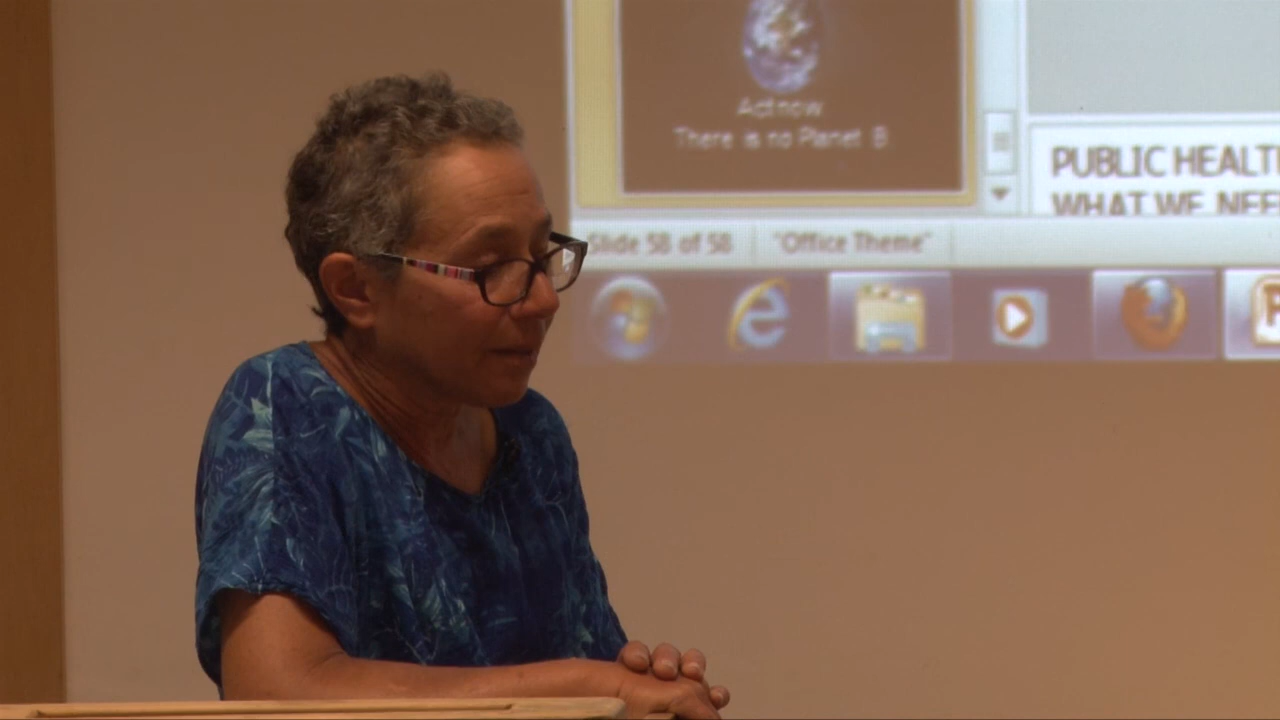 Act now
There is no Planet B
PUBLIC HEALT
WHAT WE NEE
Slide 58 of 58
"Office Theme"